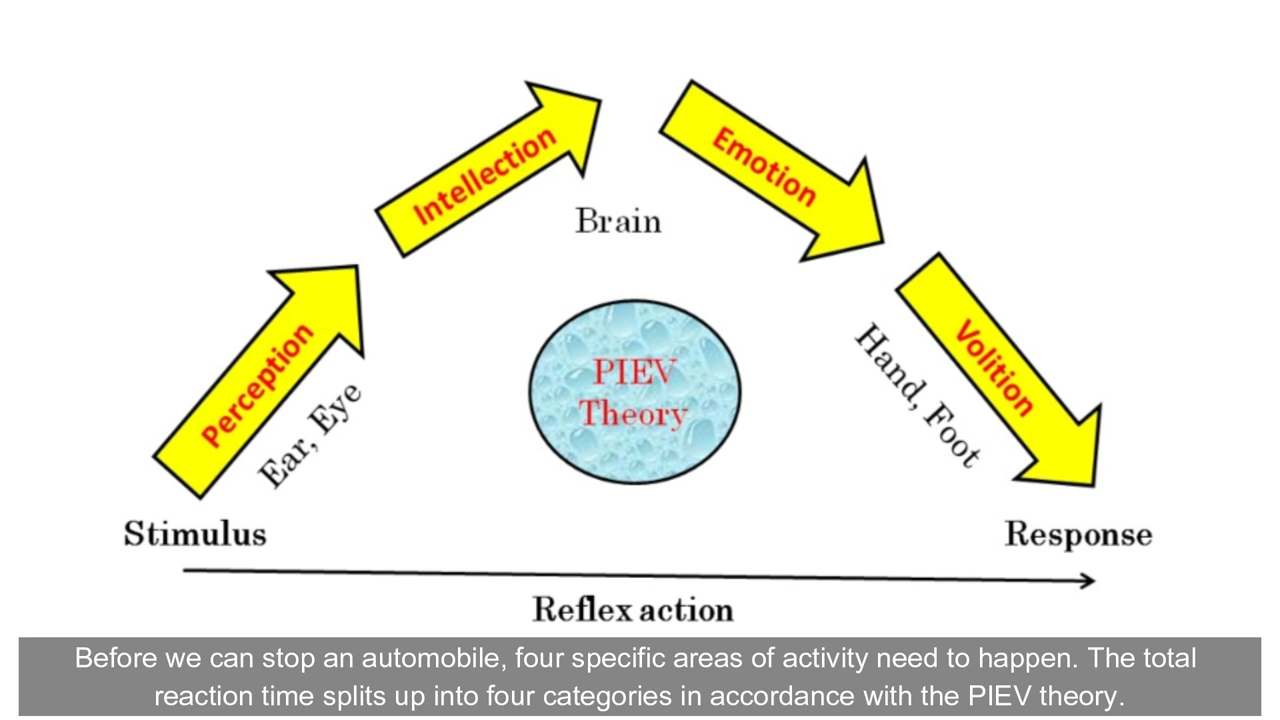 Intellection
Emotion
Brain
Perception
Ear, Eye
PIEV
Theory
Volition
Hand, Foot
Stimulus
Response
Reflex action
Before we can stop an automobile, four specific areas of activity need to happen. The total
reaction time splits up into four categories in accordance with the PIEV theory.